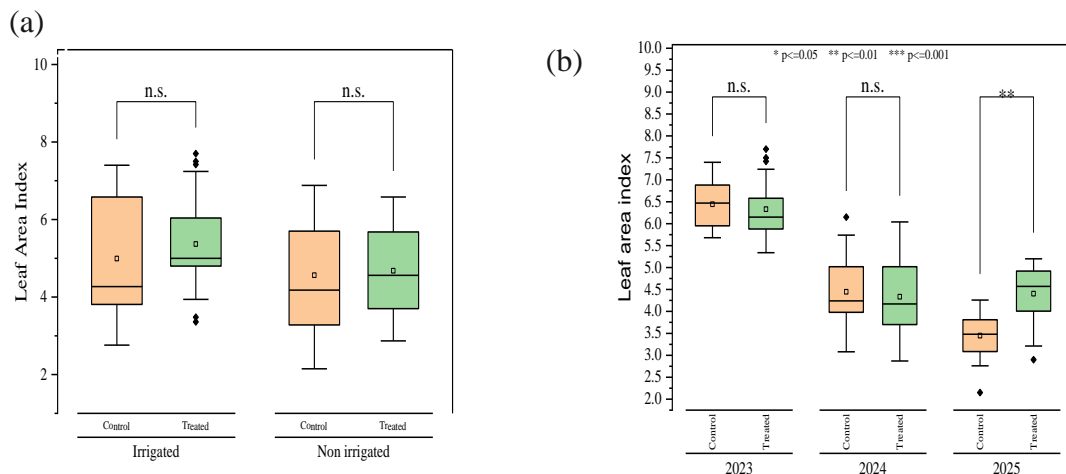 (a)
10
8
6
4
2
Leaf Area Index
n.s.
n.s.
Control
Treated
Control
Treated
Irrigated
Non irrigated
(b)
10.0
9.5
9.0
8.5
8.0
7.5
7.0
6.5
6.0
5.5
5.0
4.5
4.0
3.5
3.0
2.5
2.0
Leaf area index
* p<=0.05 ** p<=0.01 *** p<=0.001
n.s.
n.s.
**
Control
Treated
Control
Treated
Control
Treated
2023
2024
2025